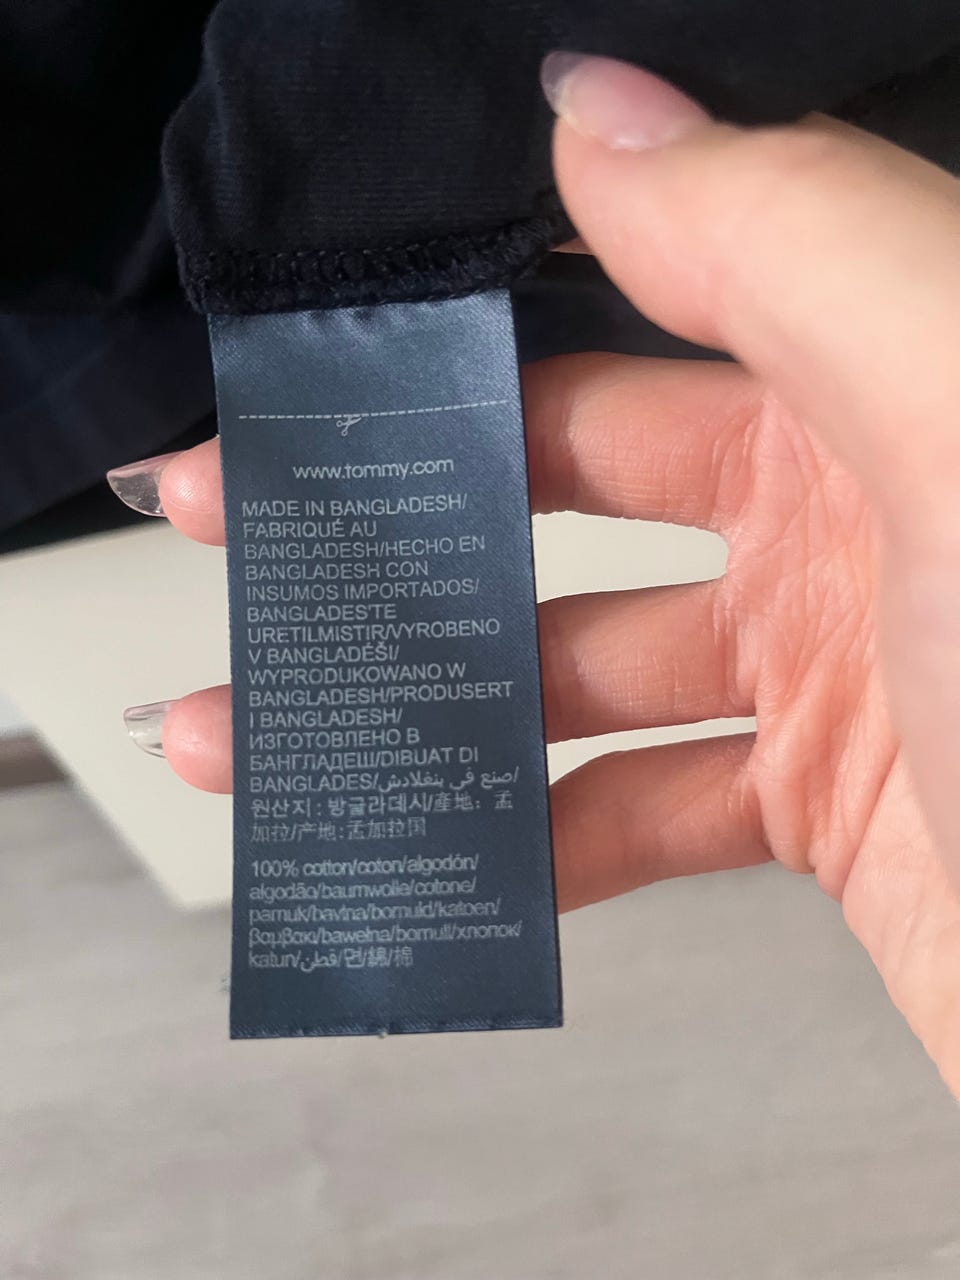 www.tommy.com
MADE IN BANGLADESH/
FABRIQUÉ AU
BANGLADESH/HECHO EN
BANGLADESH CON
INSUMOS IMPORTADOS/
BANGLADES'TE
URETILMISTIR/VYROBENO
V BANGLADÉŠI/
WYPRODUKOWANO W
BANGLADESH/PRODUSERT
I BANGLADESH/
ИЗГОТОВЛЕНО В
БАНГЛАДЕШ/DIBUAT DI
BANGLADES/صنع في بنغلادش/
원산지 : 방글라데시/產地：孟
加拉/产地:孟加拉国
100% cotton/coton/algodón/
algodão/baumwolle/cotone/
pamuk/bavlna/bomuld/katoen/
βαμβακι/bawełna/bomull/хлопок/
katun/قطن/면/綿/棉